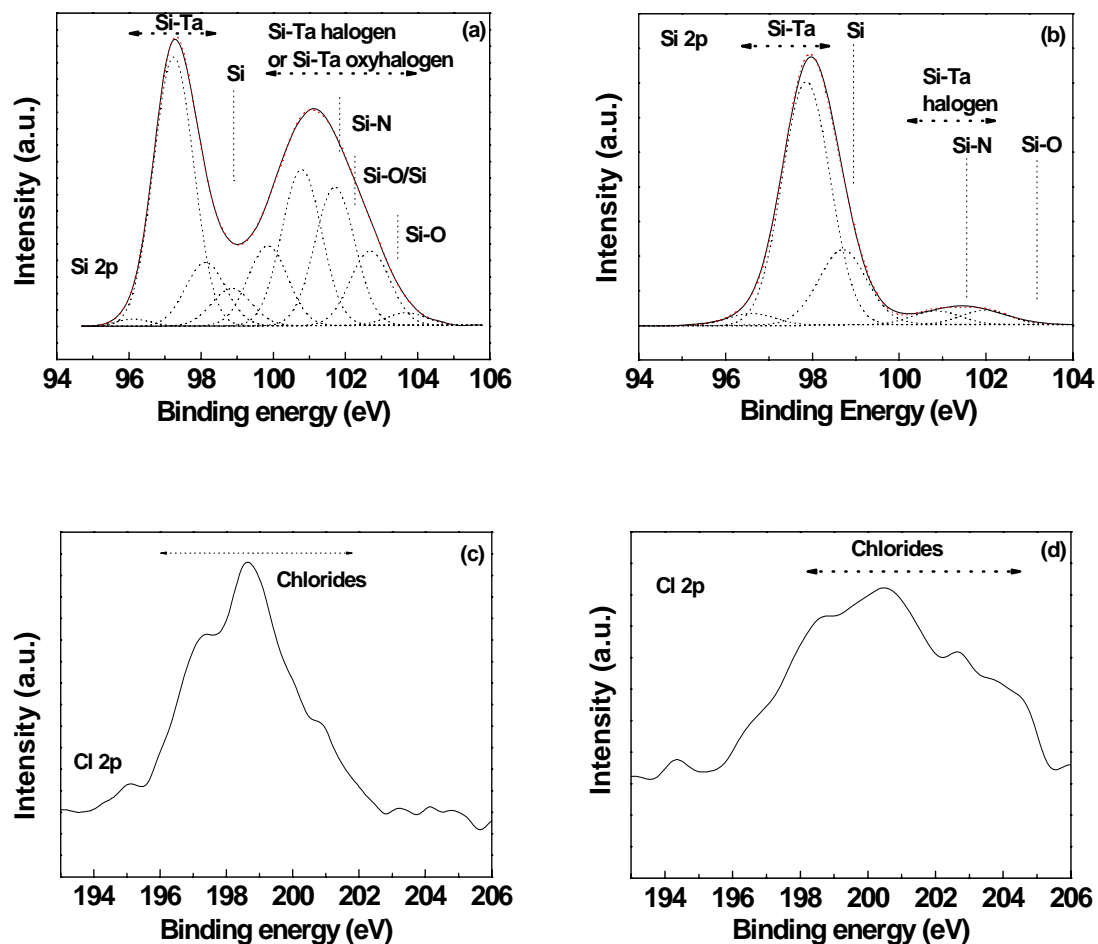 (a)
Si-Ta
Si-Ta halogen
or Si-Ta oxyhalogen
Si
Si-N
Si-O/Si
Si-O
Si 2p
Intensity (a.u.)
94 96 98 100 102 104 106
Binding energy (eV)
(b)
Si 2p
Si-Ta
Si
Si-Ta
halogen
Si-N
Si-O
Intensity (a.u.)
94 96 98 100 102 104
Binding Energy (eV)
(c)
Chlorides
Cl 2p
Intensity (a.u.)
194 196 198 200 202 204 206
Binding energy (eV)
(d)
Chlorides
Cl 2p
Intensity (a.u.)
194 196 198 200 202 204 206
Binding energy (eV)